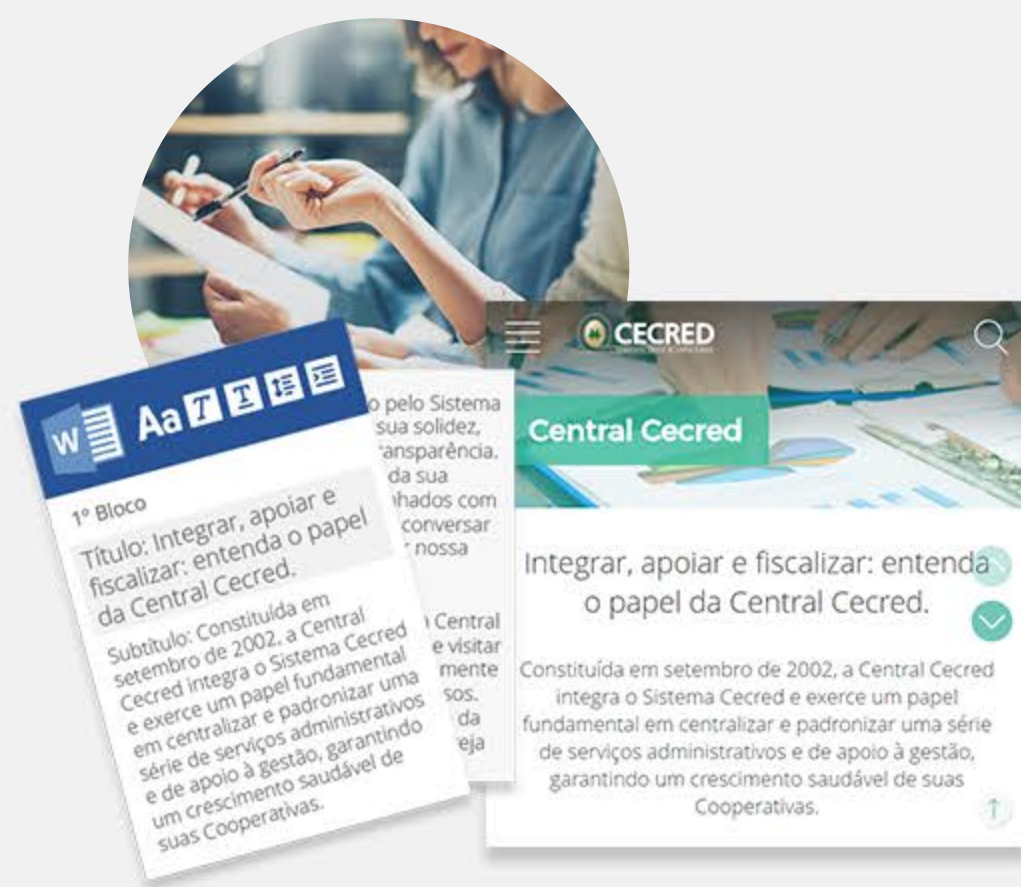 Aa T T
W
1º Bloco
Título: Integrar, apoiar e
fiscalizar: entenda o papel
da Central Cecred.
Subtítulo: Constituída em
setembro de 2002, a Central
Cecred integra o Sistema Cecred
e exerce um papel fundamental
em centralizar e padronizar uma
série de serviços administrativos
e de apoio à gestão, garantindo
um crescimento saudável de
suas Cooperativas.
o pelo Sistema
sua solidez,
ansparência.
da sua
nhados com
conversar
nossa
Central
e visitar
mente
sos.
da
eja
CECRED
Central Cecred
Integrar, apoiar e fiscalizar: entenda
o papel da Central Cecred.
Constituída em setembro de 2002, a Central Cecred
integra o Sistema Cecred e exerce um papel
fundamental em centralizar e padronizar uma série
de serviços administrativos e de apoio à gestão,
garantindo um crescimento saudável de suas
Cooperativas.